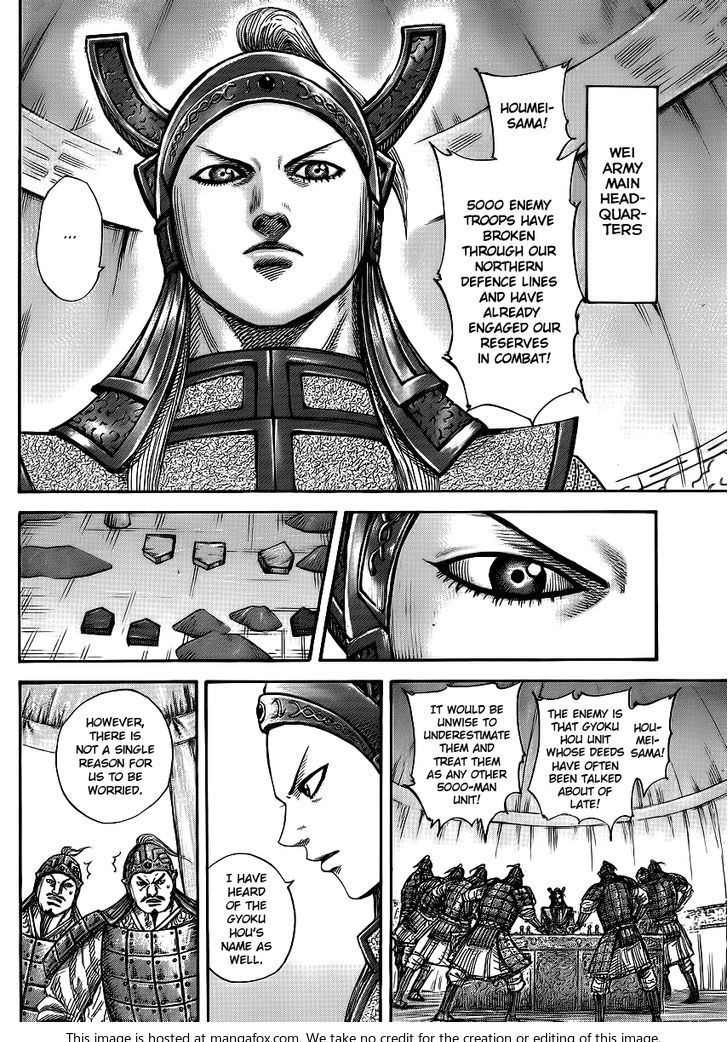 WEI
ARMY
MAIN
HEAD-
QUAR-
TERS
HOUMEI-
SAMA!
5000 ENEMY
TROOPS HAVE
BROKEN
THROUGH OUR
NORTHERN
DEFENCE LINES
AND HAVE
ALREADY
ENGAGED OUR
RESERVES
IN COMBAT!
...
HOU-
MEI-
SAMA!
THE ENEMY IS
THAT GYOKU
HOU UNIT
WHOSE DEEDS
HAVE OFTEN
BEEN TALKED
ABOUT OF
LATE!
IT WOULD BE
UNWISE TO
UNDERESTIMATE
THEM AND
TREAT THEM
AS ANY OTHER
5000-MAN
UNIT!
I HAVE
HEARD
OF THE
GYOKU
HOU'S
NAME AS
WELL.
HOWEVER,
THERE IS
NOT A SINGLE
REASON FOR
US TO BE
WORRIED.
This image is hosted at mangafox.com. We take no credit for the creation or editing of this image.